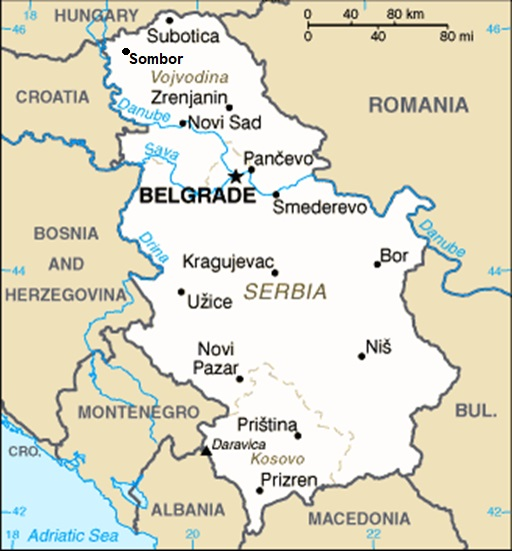 HUNGARY
0 40 80 km
0 40 80 mi
46
46
Subotica
Sombor
Vojvodina
CROATIA
Zrenjanin
ROMANIA
Danube
Novi Sad
Sava
Pančevo
BELGRADE
Smederevo
BOSNIA
AND
HERZEGOVINA
Drina
Danube
Kragujevac
Bor
44
44
SERBIA
Užice
Novi
Pazar
Niš
MONTENEGRO
BUL.
Priština
Daravica
CRO.
Kosovo
Prizren
42
42
ALBANIA
MACEDONIA
Adriatic Sea
18
20
22